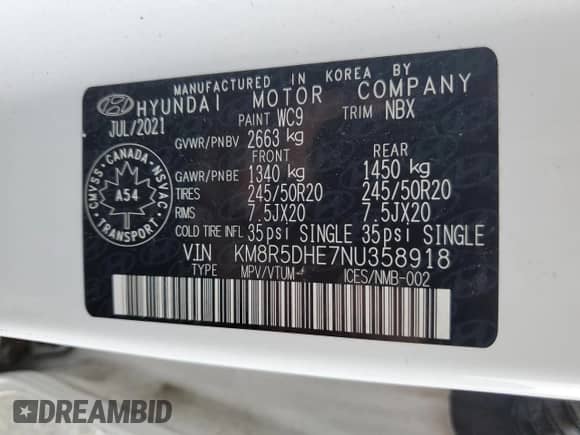 MANUFACTURED IN KOREA BY
HYUNDAI MOTOR COMPANY
JUL/2021 PAINT WC9 TRIM NBX
GVWR/PNBV 2663 kg
FRONT REAR
GAWR/PNBE 1340 kg 1450 kg
TIRES 245/50R20 245/50R20
RIMS 7.5JX20 7.5JX20
COLD TIRE INFL 35psi SINGLE 35psi SINGLE
CMVSS - CANADA - NSVAC
A54
TRANSPORT
VIN KM8R5DHE7NU358918
TYPE MPV/VTUM- ICES/NMB-002
DREAMBID